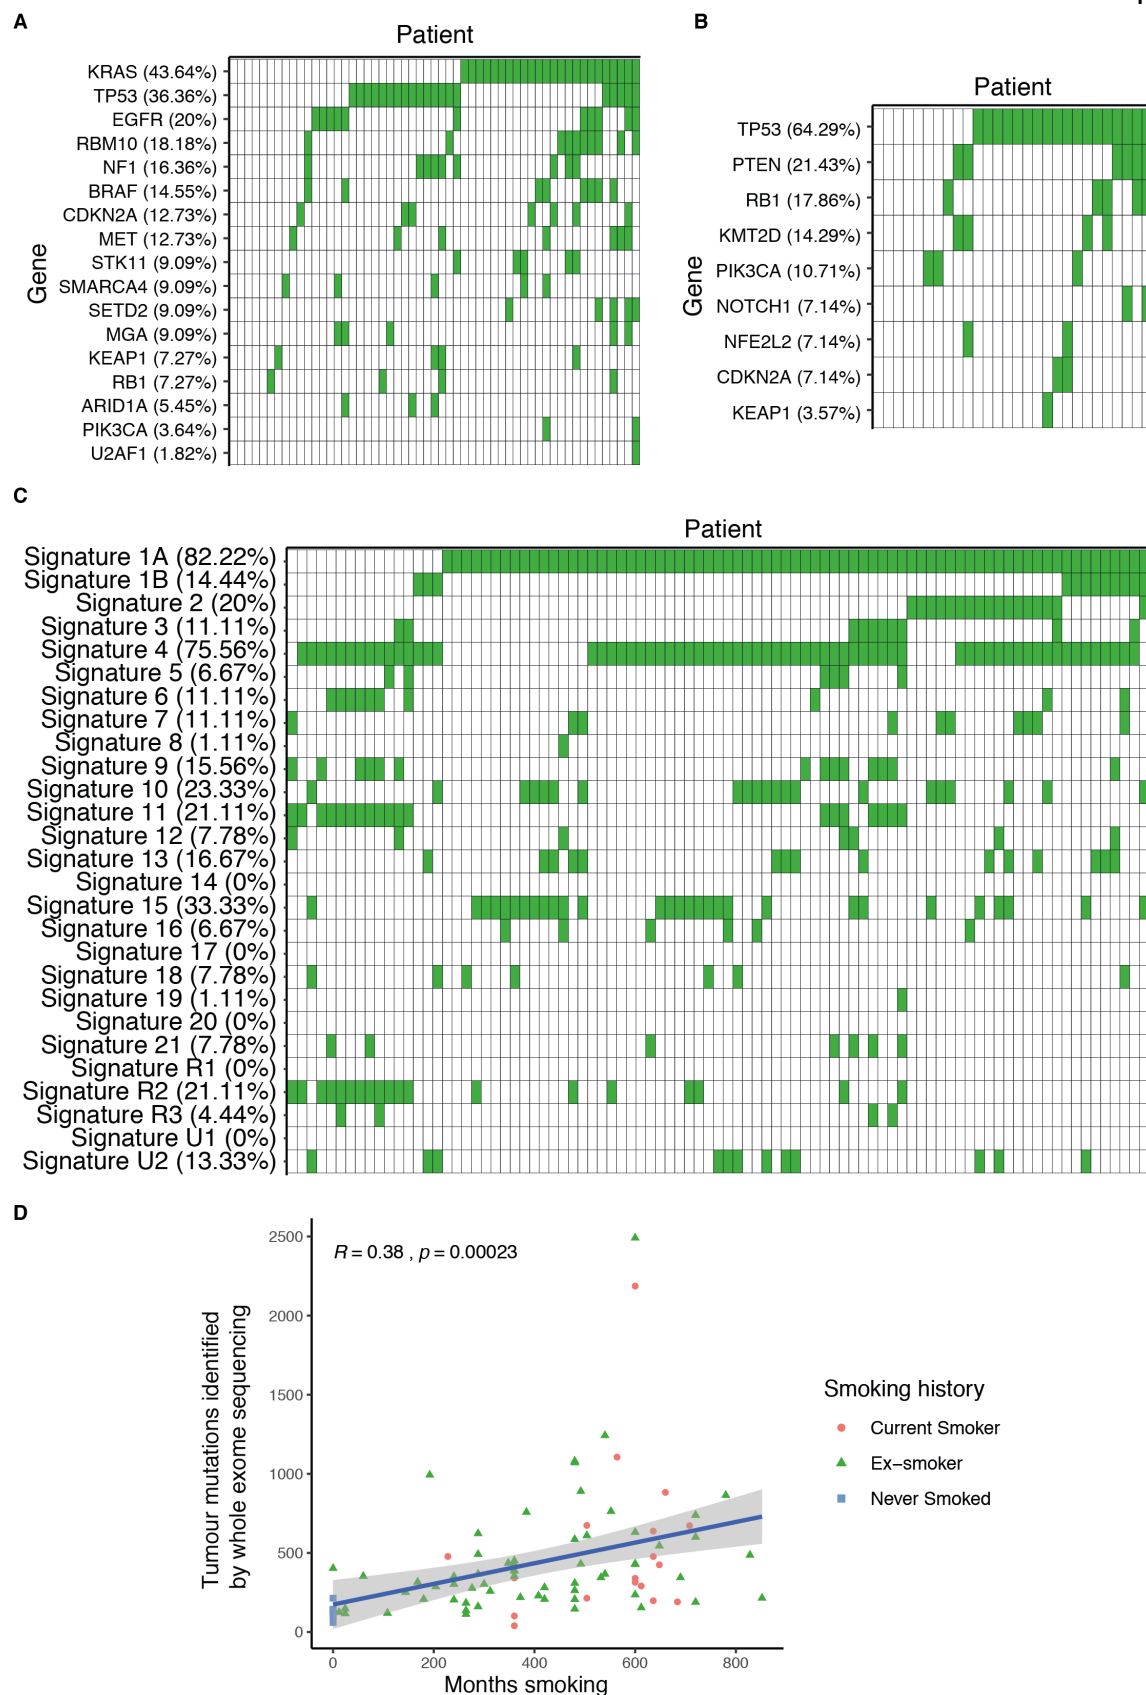 A
Patient
KRAS (43.64%)
TP53 (36.36%)
EGFR (20%)
RBM10 (18.18%)
NF1 (16.36%)
BRAF (14.55%)
CDKN2A (12.73%)
MET (12.73%)
STK11 (9.09%)
SMARCA4 (9.09%)
SETD2 (9.09%)
MGA (9.09%)
KEAP1 (7.27%)
RB1 (7.27%)
ARID1A (5.45%)
PIK3CA (3.64%)
U2AF1 (1.82%)
Gene
B
Patient
TP53 (64.29%)
PTEN (21.43%)
RB1 (17.86%)
KMT2D (14.29%)
PIK3CA (10.71%)
NOTCH1 (7.14%)
NFE2L2 (7.14%)
CDKN2A (7.14%)
KEAP1 (3.57%)
Gene
C
Patient
Signature 1A (82.22%)
Signature 1B (14.44%)
Signature 2 (20%)
Signature 3 (11.11%)
Signature 4 (75.56%)
Signature 5 (6.67%)
Signature 6 (11.11%)
Signature 7 (11.11%)
Signature 8 (1.11%)
Signature 9 (15.56%)
Signature 10 (23.33%)
Signature 11 (21.11%)
Signature 12 (7.78%)
Signature 13 (16.67%)
Signature 14 (0%)
Signature 15 (33.33%)
Signature 16 (6.67%)
Signature 17 (0%)
Signature 18 (7.78%)
Signature 19 (1.11%)
Signature 20 (0%)
Signature 21 (7.78%)
Signature R1 (0%)
Signature R2 (21.11%)
Signature R3 (4.44%)
Signature U1 (0%)
Signature U2 (13.33%)
D
R = 0.38 , p = 0.00023
Tumour mutations identified
by whole exome sequencing
2500
2000
1500
1000
500
0
0 200 400 600 800
Months smoking
Smoking history
Current Smoker
Ex−smoker
Never Smoked